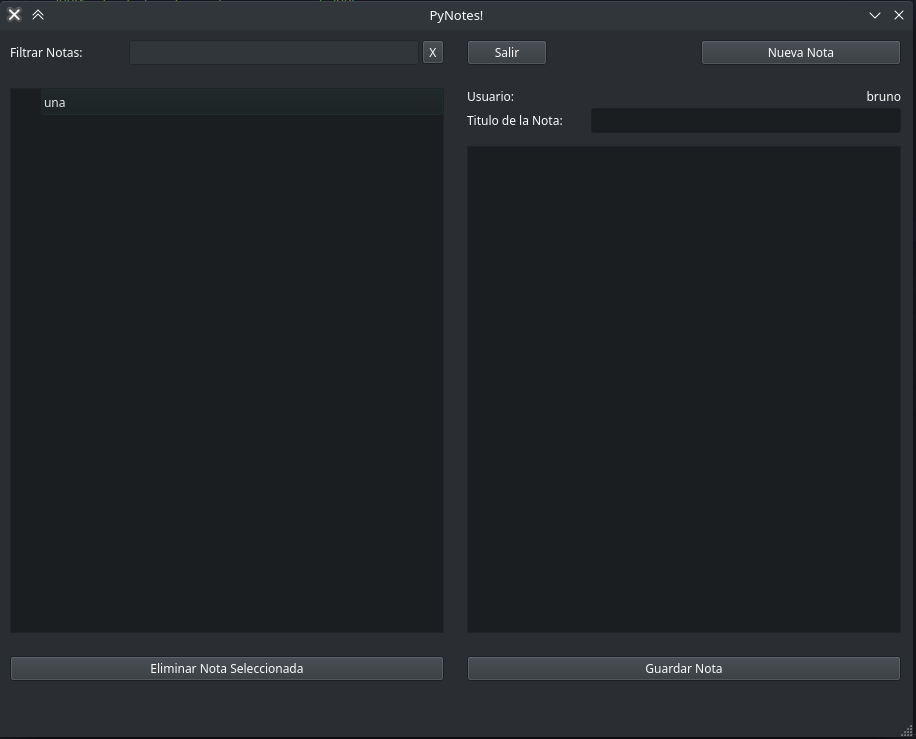 PyNotes!
Filtrar Notas:
X
Salir
Nueva Nota
una
Usuario:
bruno
Titulo de la Nota:
Eliminar Nota Seleccionada
Guardar Nota